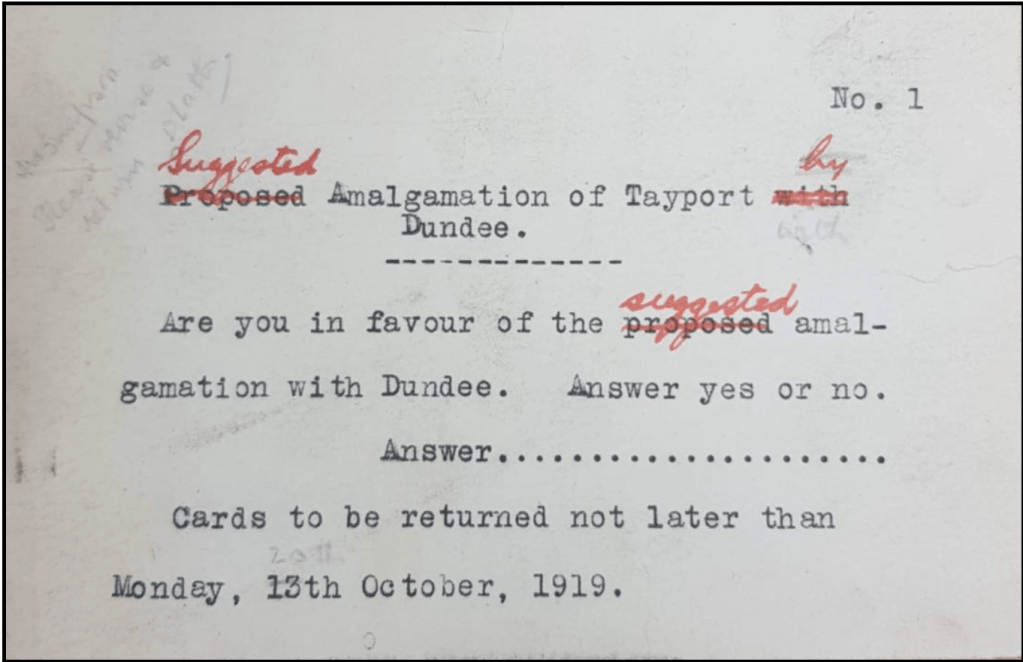 No. 1
Suggested by
Proposed Amalgamation of Tayport with
with
Dundee.
-------------
suggested
Are you in favour of the proposed amal-
gamation with Dundee. Answer yes or no.
Answer......................
Cards to be returned not later than
20th
Monday, 13th October, 1919.